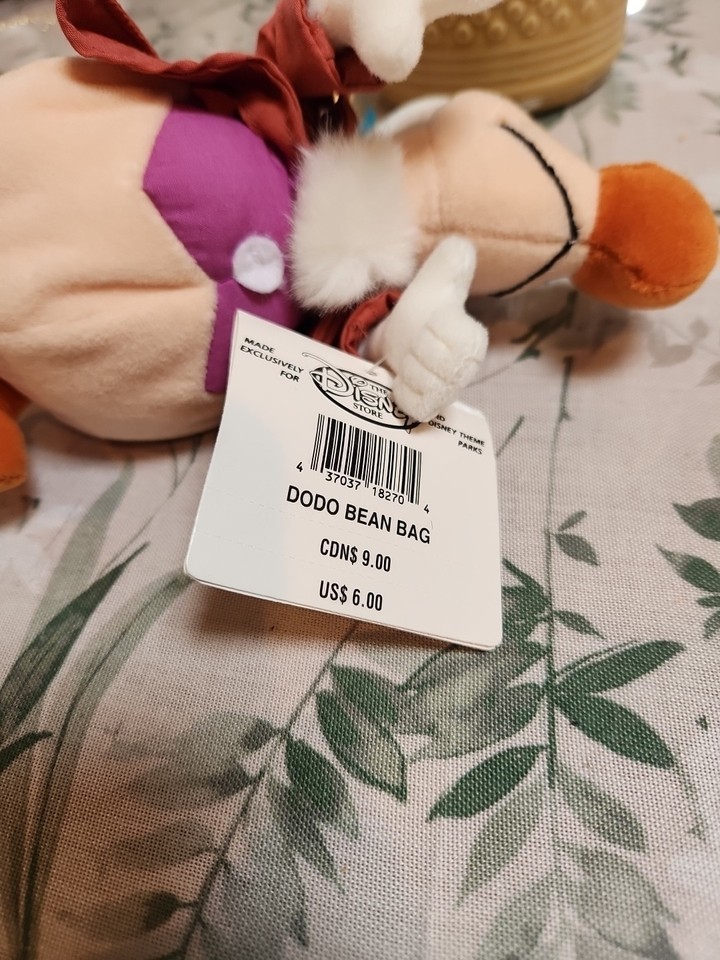 MADE
EXCLUSIVELY
FOR
THE
DISNEY
STORE
DISNEY THEME
PARKS
4 37037 18270 4
DODO BEAN BAG
CDN$ 9.00
US$ 6.00